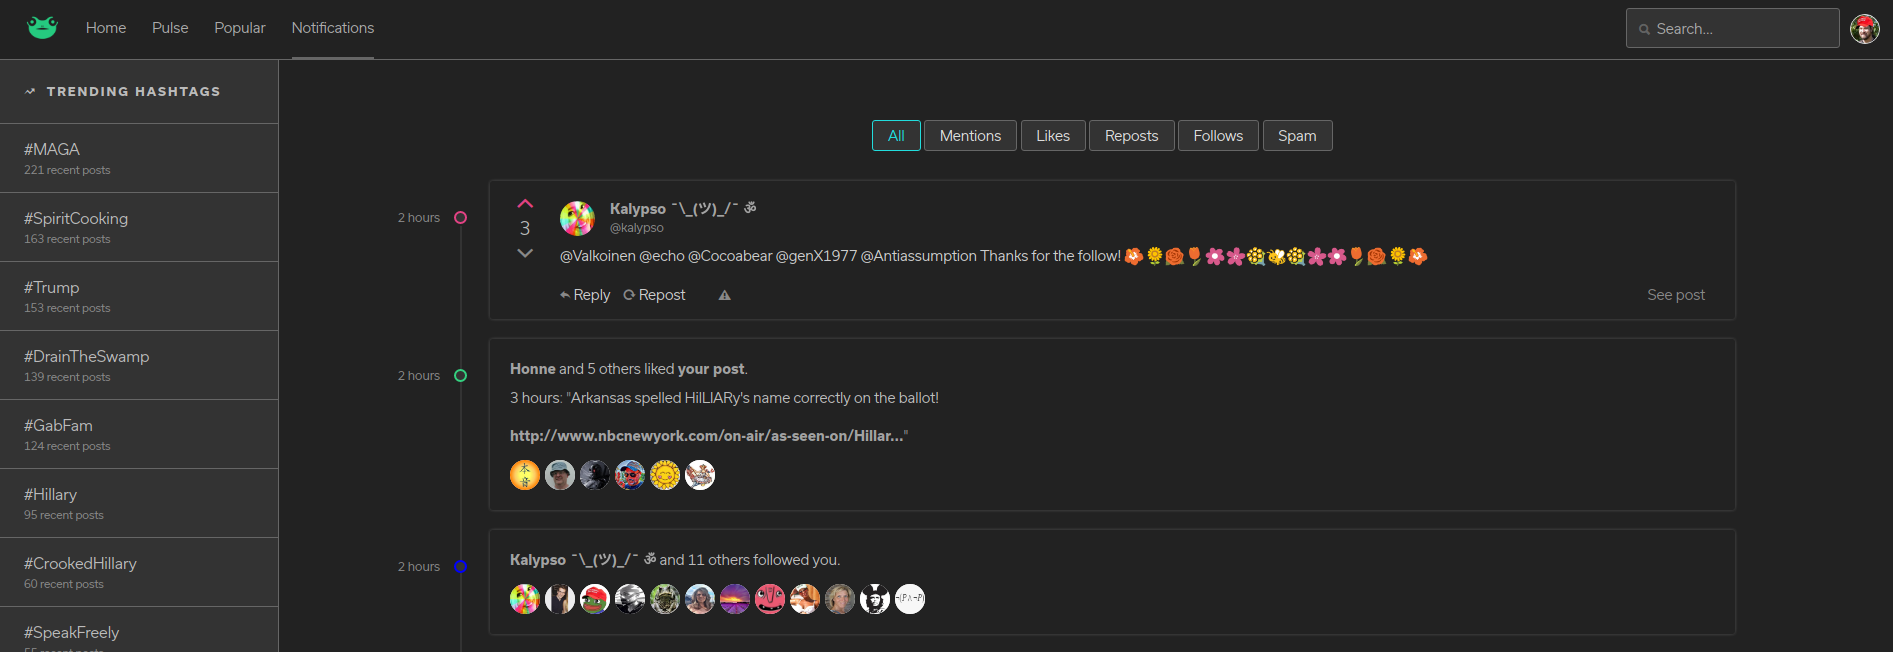 Home Pulse Popular Notifications
Search...
TRENDING HASHTAGS
#MAGA
221 recent posts
#SpiritCooking
163 recent posts
#Trump
153 recent posts
#DrainTheSwamp
139 recent posts
#GabFam
124 recent posts
#Hillary
95 recent posts
#CrookedHillary
60 recent posts
#SpeakFreely
55 recent posts
All Mentions Likes Reposts Follows Spam
2 hours
3
Kalypso ¯\_(ツ)_/¯ ॐ
@kalypso
@Valkoinen @echo @Cocoabear @genX1977 @Antiassumption Thanks for the follow! 🌺🌻🏵🌷🌸🌸🌼🐝🌼🌸🌸🌷🏵🌻🌺
Reply Repost See post
2 hours
Honne and 5 others liked your post.
3 hours: "Arkansas spelled HilLIARy's name correctly on the ballot!
http://www.nbcnewyork.com/on-air/as-seen-on/Hillar..."
木
音
2 hours
Kalypso ¯\_(ツ)_/¯ ॐ and 11 others followed you.